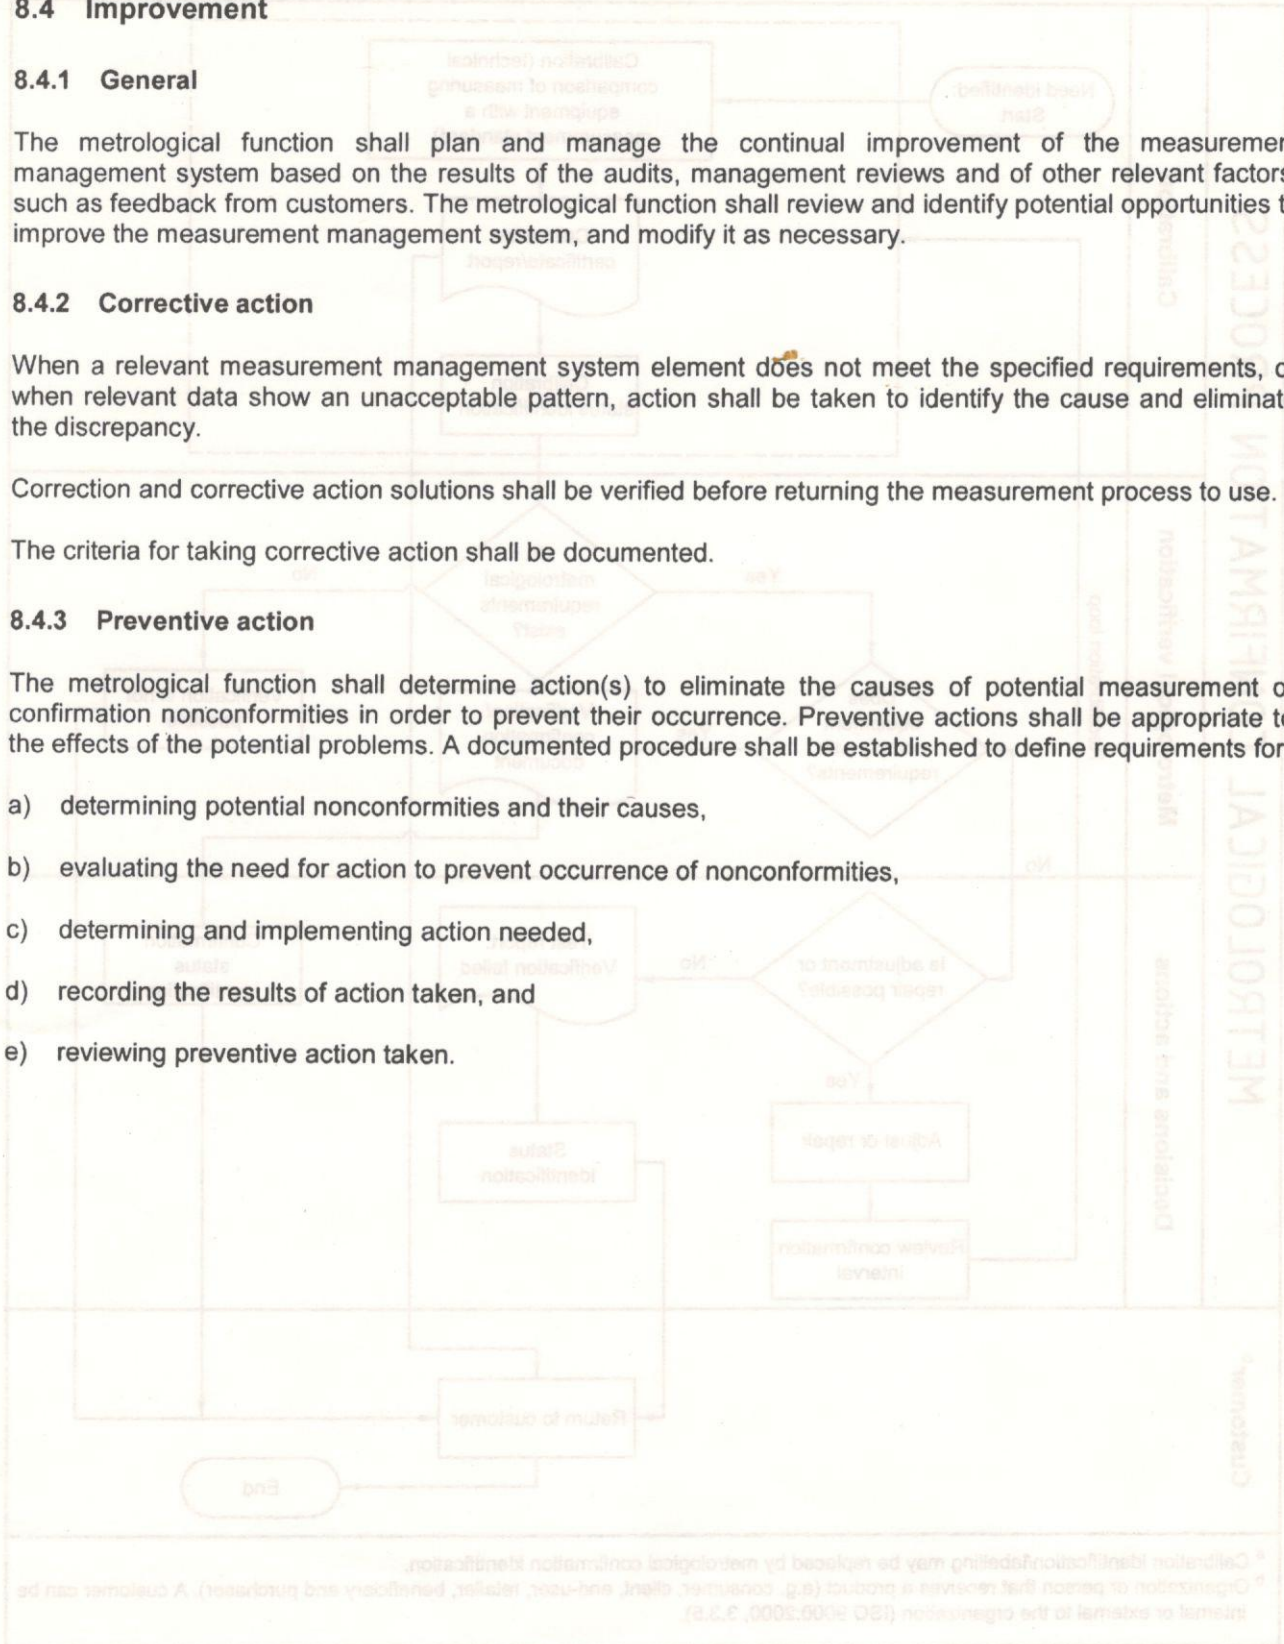 8.4 Improvement
8.4.1 General
The metrological function shall plan and manage the continual improvement of the measuremen
management system based on the results of the audits, management reviews and of other relevant factors
such as feedback from customers. The metrological function shall review and identify potential opportunities t
improve the measurement management system, and modify it as necessary.
8.4.2 Corrective action
When a relevant measurement management system element does not meet the specified requirements, o
when relevant data show an unacceptable pattern, action shall be taken to identify the cause and eliminat
the discrepancy.
Correction and corrective action solutions shall be verified before returning the measurement process to use.
The criteria for taking corrective action shall be documented.
8.4.3 Preventive action
The metrological function shall determine action(s) to eliminate the causes of potential measurement o
confirmation nonconformities in order to prevent their occurrence. Preventive actions shall be appropriate to
the effects of the potential problems. A documented procedure shall be established to define requirements for
a) determining potential nonconformities and their causes,
b) evaluating the need for action to prevent occurrence of nonconformities,
c) determining and implementing action needed,
d) recording the results of action taken, and
e) reviewing preventive action taken.